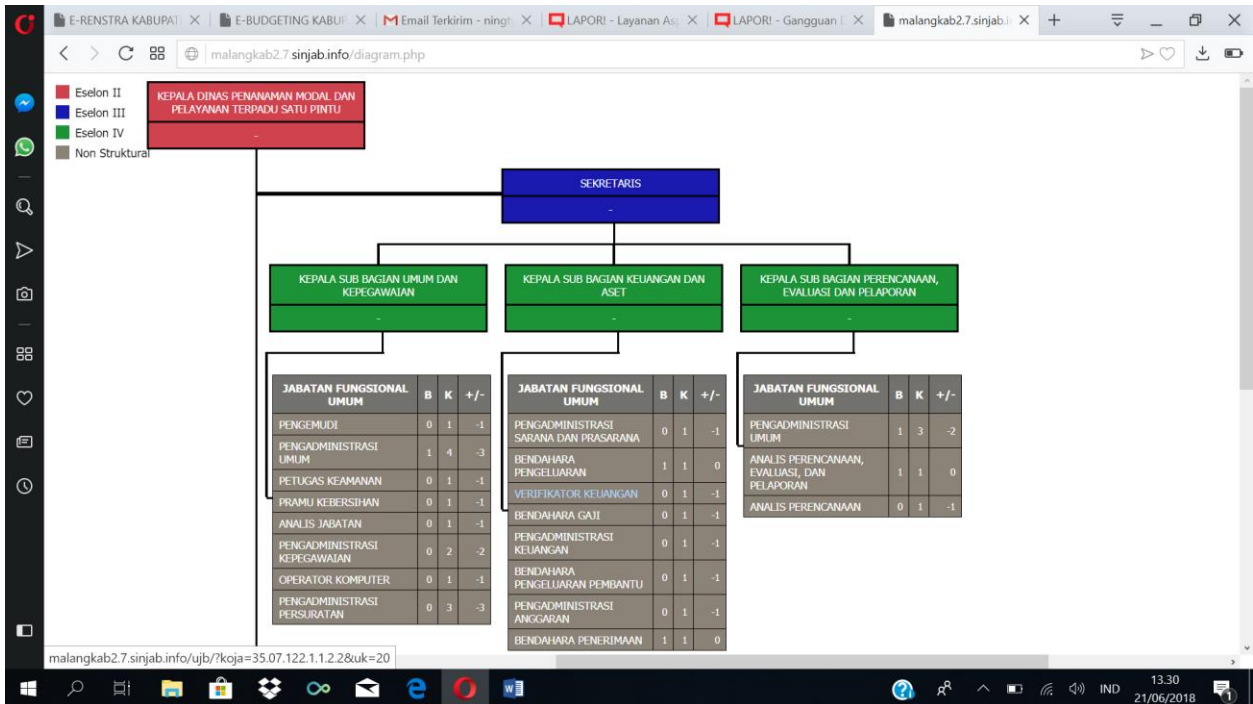 E-RENSTRA KABUPATI
E-BUDGETING KABUP
Email Terkirim - ningt
LAPOR! - Layanan As
LAPOR! - Gangguan
malangkab2.7.sinjab.i
malangkab2.7.sinjab.info/diagram.php
Eselon II
Eselon III
Eselon IV
Non Struktural
KEPALA DINAS PENANAMAN MODAL DAN
PELAYANAN TERPADU SATU PINTU
-
SEKRETARIS
-
KEPALA SUB BAGIAN UMUM DAN
KEPEGAWAIAN
-
KEPALA SUB BAGIAN KEUANGAN DAN
ASET
-
KEPALA SUB BAGIAN PERENCANAAN,
EVALUASI DAN PELAPORAN
-
JABATAN FUNGSIONAL UMUM B K +/-
PENGEMUDI 0 1 -1
PENGADMINISTRASI
UMUM 1 4 -3
PETUGAS KEAMANAN 0 1 -1
PRAMU KEBERSIHAN 0 1 -1
ANALIS JABATAN 0 1 -1
PENGADMINISTRASI
KEPEGAWAIAN 0 2 -2
OPERATOR KOMPUTER 0 1 -1
PENGADMINISTRASI
PERSURATAN 0 3 -3
JABATAN FUNGSIONAL UMUM B K +/-
PENGADMINISTRASI
SARANA DAN PRASARANA 0 1 -1
BENDAHARA
PENGELUARAN 1 1 0
VERIFIKATOR KEUANGAN 0 1 -1
BENDAHARA GAJI 0 1 -1
PENGADMINISTRASI
KEUANGAN 0 1 -1
BENDAHARA
PENGELUARAN PEMBANTU 0 1 -1
PENGADMINISTRASI
ANGGARAN 0 1 -1
BENDAHARA PENERIMAAN 1 1 0
JABATAN FUNGSIONAL UMUM B K +/-
PENGADMINISTRASI
UMUM 1 3 -2
ANALIS PERENCANAAN,
EVALUASI, DAN
PELAPORAN 1 1 0
ANALIS PERENCANAAN 0 1 -1
malangkab2.7.sinjab.info/ujb/?koja=35.07.122.1.1.2.2&uk=20
IND
13.30
21/06/2018
1